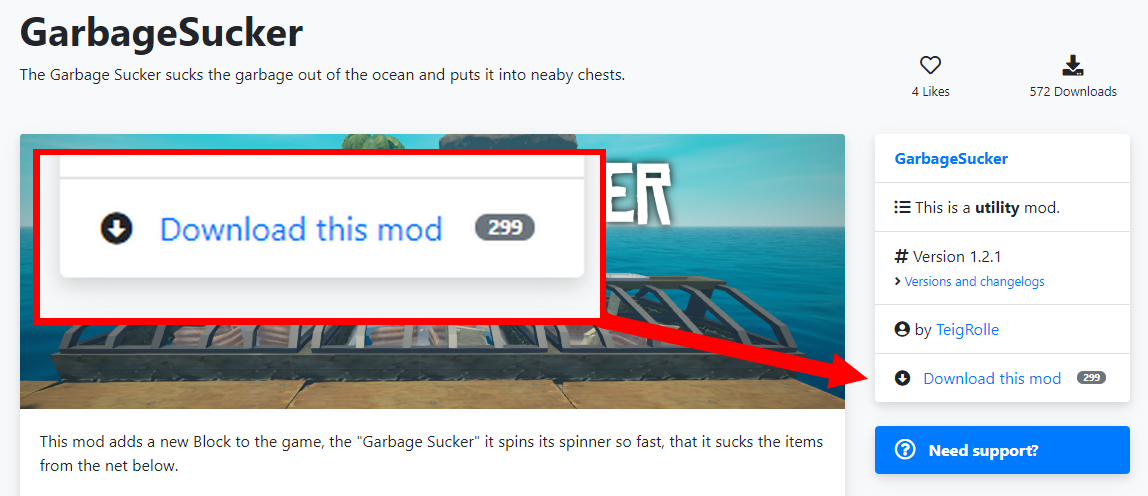 GarbageSucker
The Garbage Sucker sucks the garbage out of the ocean and puts it into neaby chests.
4 Likes
572 Downloads
ER
Download this mod 299
GarbageSucker
This is a utility mod.
# Version 1.2.1
Versions and changelogs
by TeigRolle
Download this mod 299
Need support?
This mod adds a new Block to the game, the "Garbage Sucker" it spins its spinner so fast, that it sucks the items
from the net below.